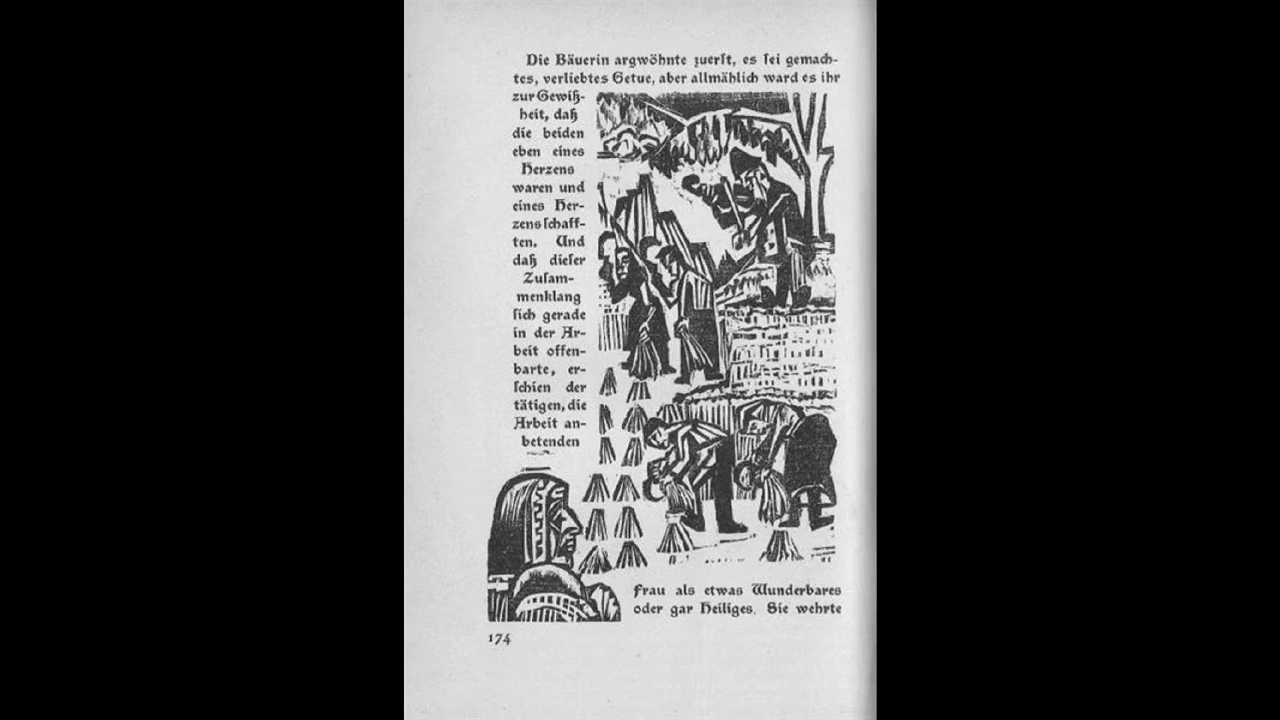 Die Bäuerin argwöhnte zuerſt, es ſei gemach-
tes, verliebtes Getue, aber allmählich ward es ihr
zur Gewiß-
heit, daß
die beiden
eben eines
Herzens
waren und
eines Her-
zens ſchaff-
ten. Und
daß dieſer
Zuſam-
menklang
ſich gerade
in der Ar-
beit offen-
barte, er-
ſchien der
tätigen, die
Arbeit an-
betenden
Frau als etwas Wunderbares
oder gar Heiliges. Sie wehrte
174